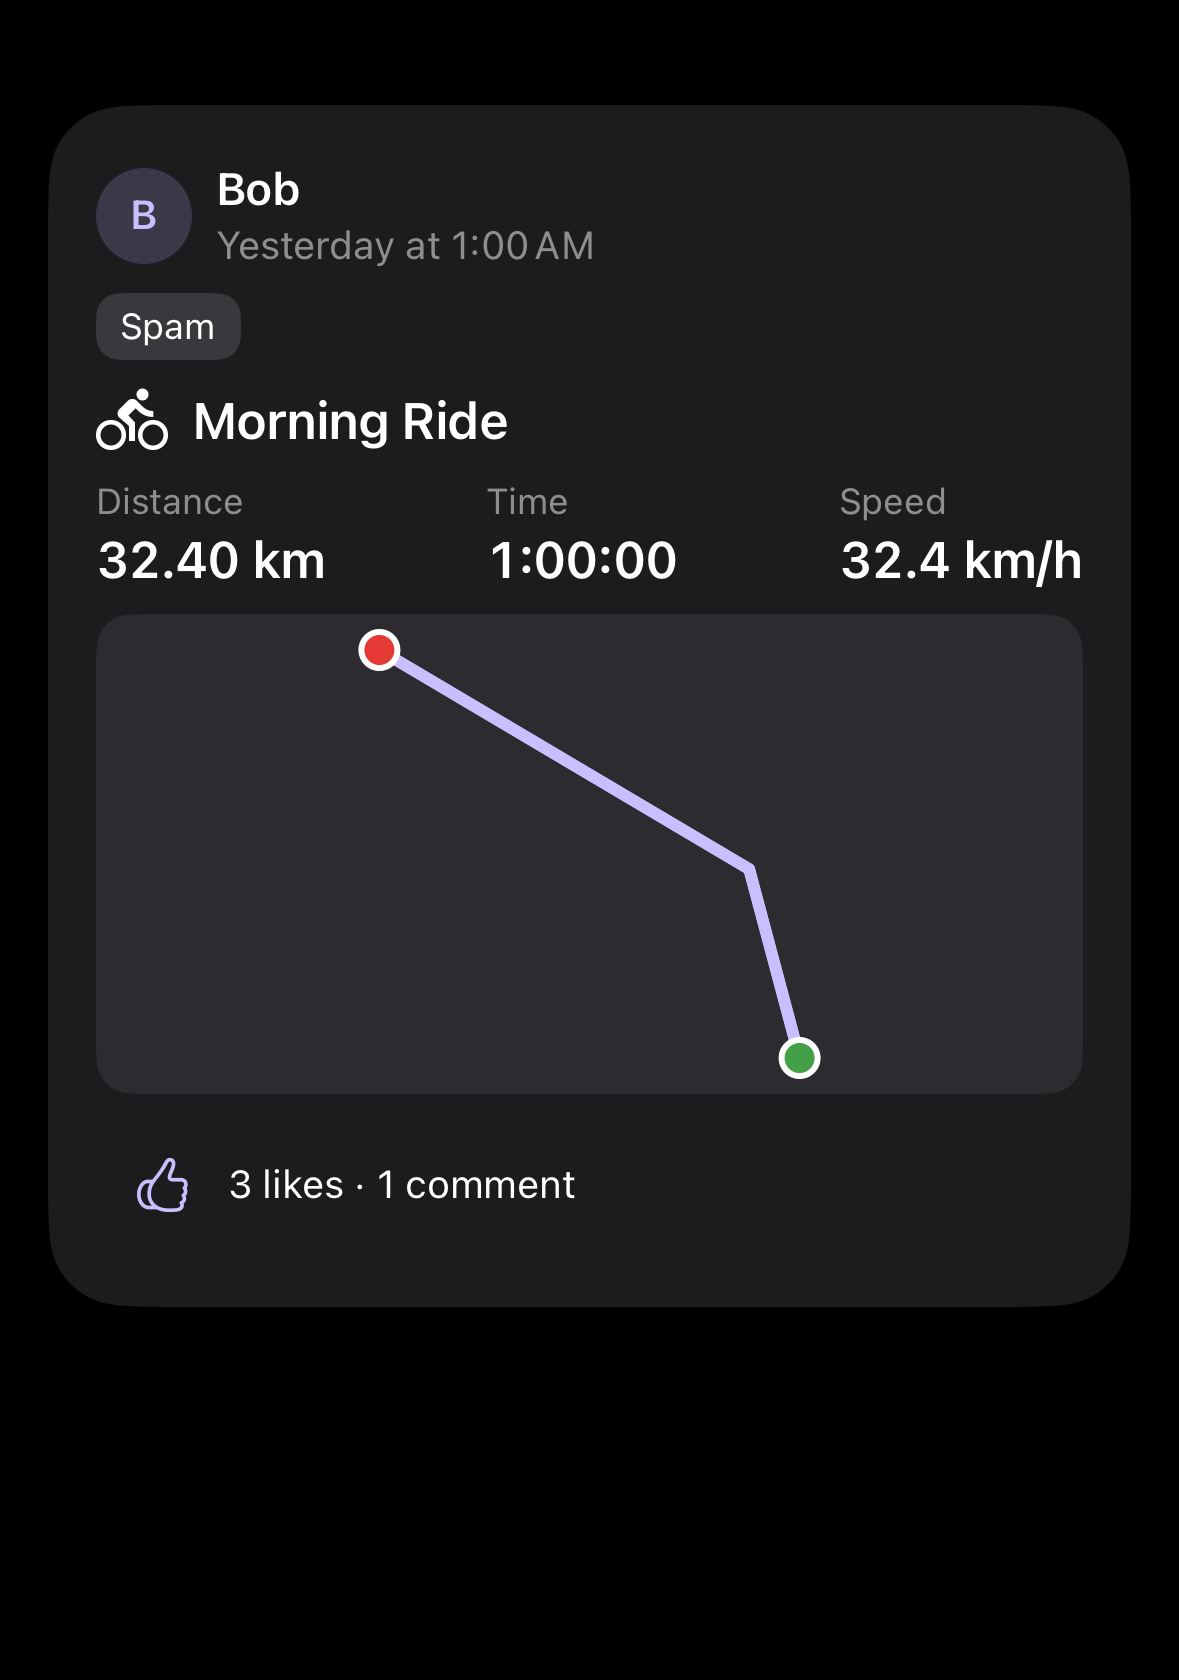 B
Bob
Yesterday at 1:00 AM
Spam
Morning Ride
Distance Time Speed
32.40 km 1:00:00 32.4 km/h
3 likes · 1 comment